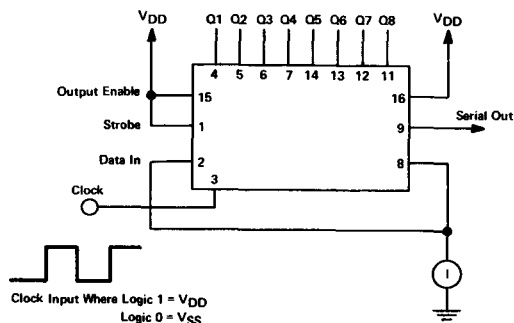 VDD
Q1 Q2 Q3 Q4 Q5 Q6 Q7 Q8
VDD
4 5 6 7 14 13 12 11
Output Enable
15
16
Strobe
1
9
Serial Out
Data In
2
8
3
Clock
I
Clock Input Where Logic 1 = VDD
Logic 0 = VSS